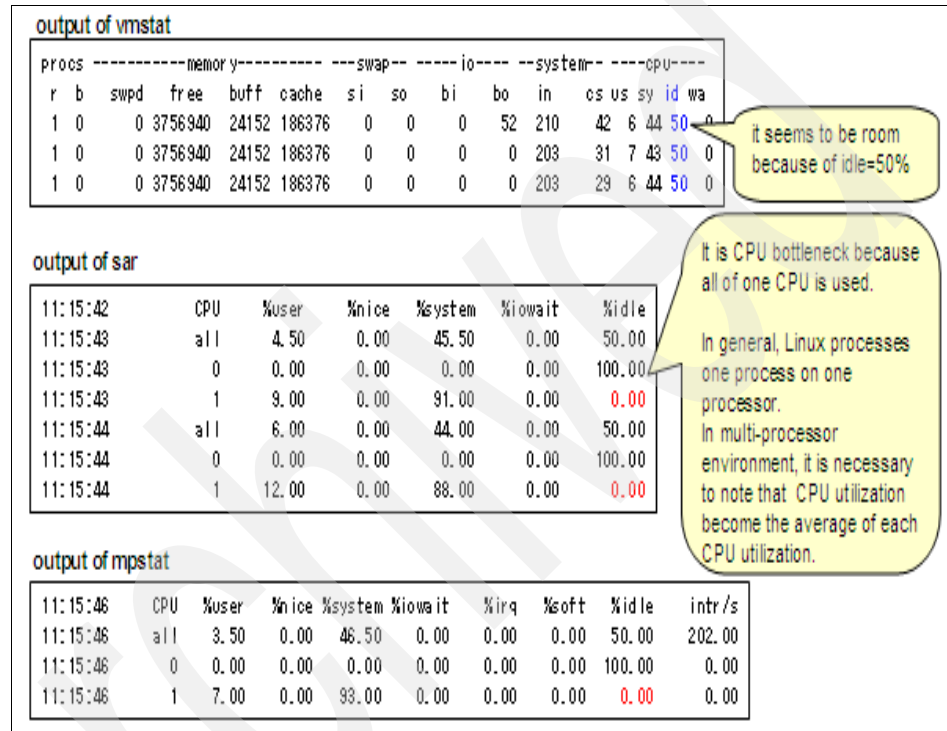 output of vmstat
procs -----------memory---------- ---swap-- -----io---- --system-- ----cpu----
r b swpd free buff cache si so bi bo in cs us sy id wa
1 0 0 3756940 24152 186376 0 0 0 52 210 42 6 44 50 0
1 0 0 3756940 24152 186376 0 0 0 0 203 31 7 43 50 0
1 0 0 3756940 24152 186376 0 0 0 0 203 29 6 44 50 0
it seems to be room
because of idle=50%
output of sar
11:15:42 CPU %user %nice %system %iowait %idle
11:15:43 all 4.50 0.00 45.50 0.00 50.00
11:15:43 0 0.00 0.00 0.00 0.00 100.00
11:15:43 1 9.00 0.00 91.00 0.00 0.00
11:15:44 all 6.00 0.00 44.00 0.00 50.00
11:15:44 0 0.00 0.00 0.00 0.00 100.00
11:15:44 1 12.00 0.00 88.00 0.00 0.00
It is CPU bottleneck because
all of one CPU is used.
In general, Linux processes
one process on one
processor.
In multi-processor
environment, it is necessary
to note that CPU utilization
become the average of each
CPU utilization.
output of mpstat
11:15:46 CPU %user %nice %system %iowait %irq %soft %idle intr/s
11:15:46 all 3.50 0.00 46.50 0.00 0.00 0.00 50.00 202.00
11:15:46 0 0.00 0.00 0.00 0.00 0.00 0.00 100.00 0.00
11:15:46 1 7.00 0.00 93.00 0.00 0.00 0.00 0.00 0.00